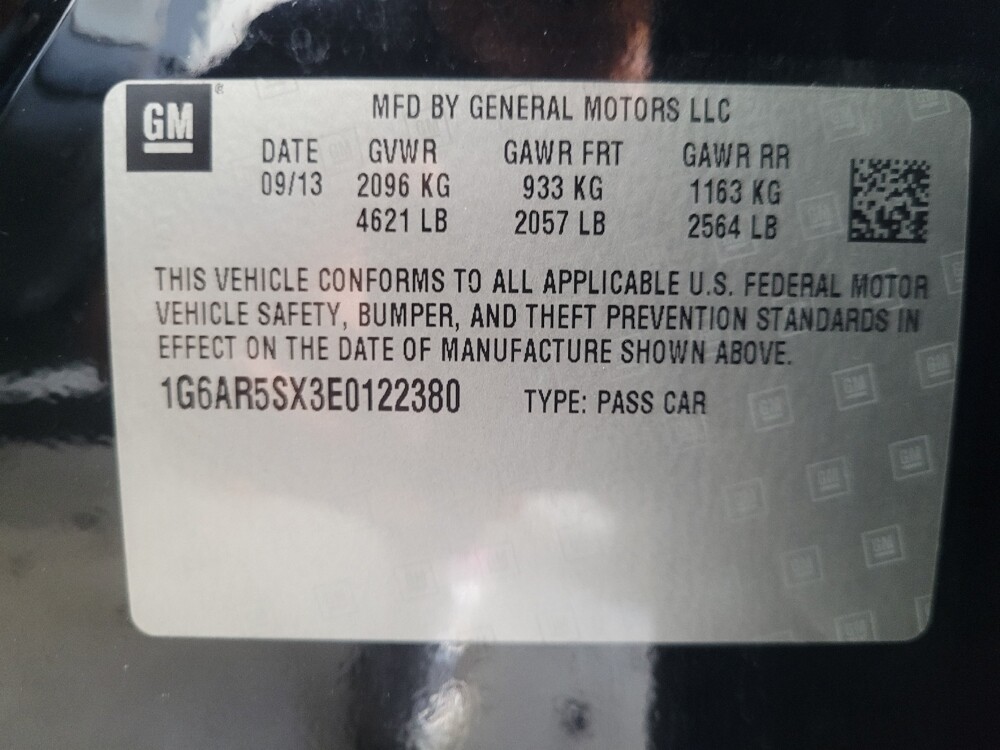 GM
MFD BY GENERAL MOTORS LLC
DATE GVWR GAWR FRT GAWR RR
09/13 2096 KG 933 KG 1163 KG
4621 LB 2057 LB 2564 LB
THIS VEHICLE CONFORMS TO ALL APPLICABLE U.S. FEDERAL MOTOR
VEHICLE SAFETY, BUMPER, AND THEFT PREVENTION STANDARDS IN
EFFECT ON THE DATE OF MANUFACTURE SHOWN ABOVE.
1G6AR5SX3E0122380 TYPE: PASS CAR